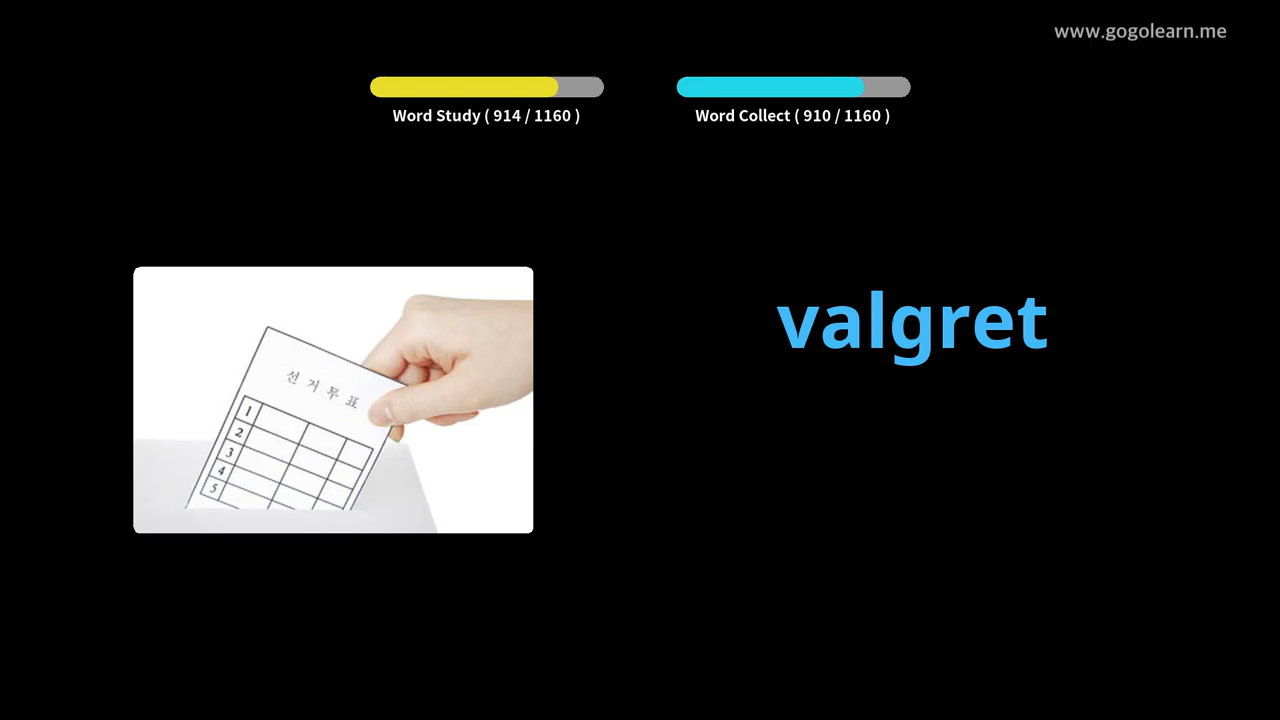 www.gogolearn.me
Word Study ( 914 / 1160 )
Word Collect ( 910 / 1160 )
valgret
선거투표
1
2
3
4
5